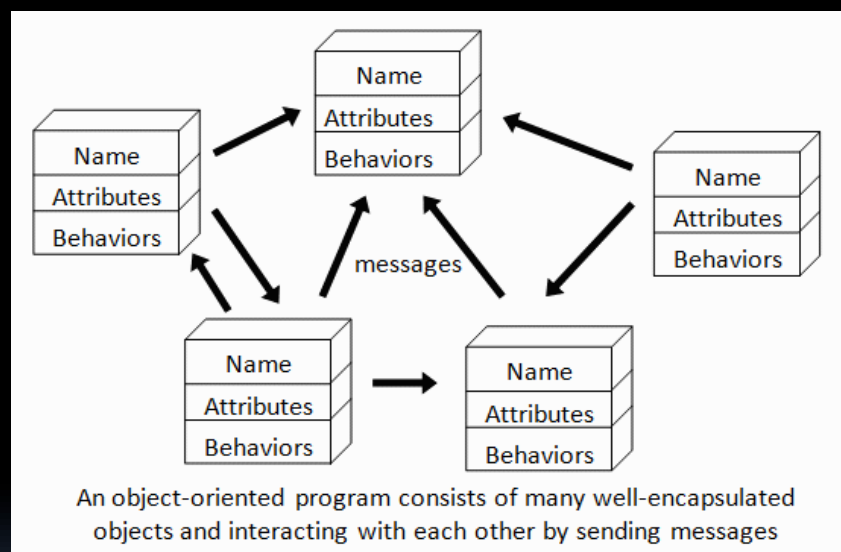 Name
Attributes
Behaviors
Name
Attributes
Behaviors
Name
Attributes
Behaviors
messages
Name
Attributes
Behaviors
Name
Attributes
Behaviors
An object-oriented program consists of many well-encapsulated
objects and interacting with each other by sending messages